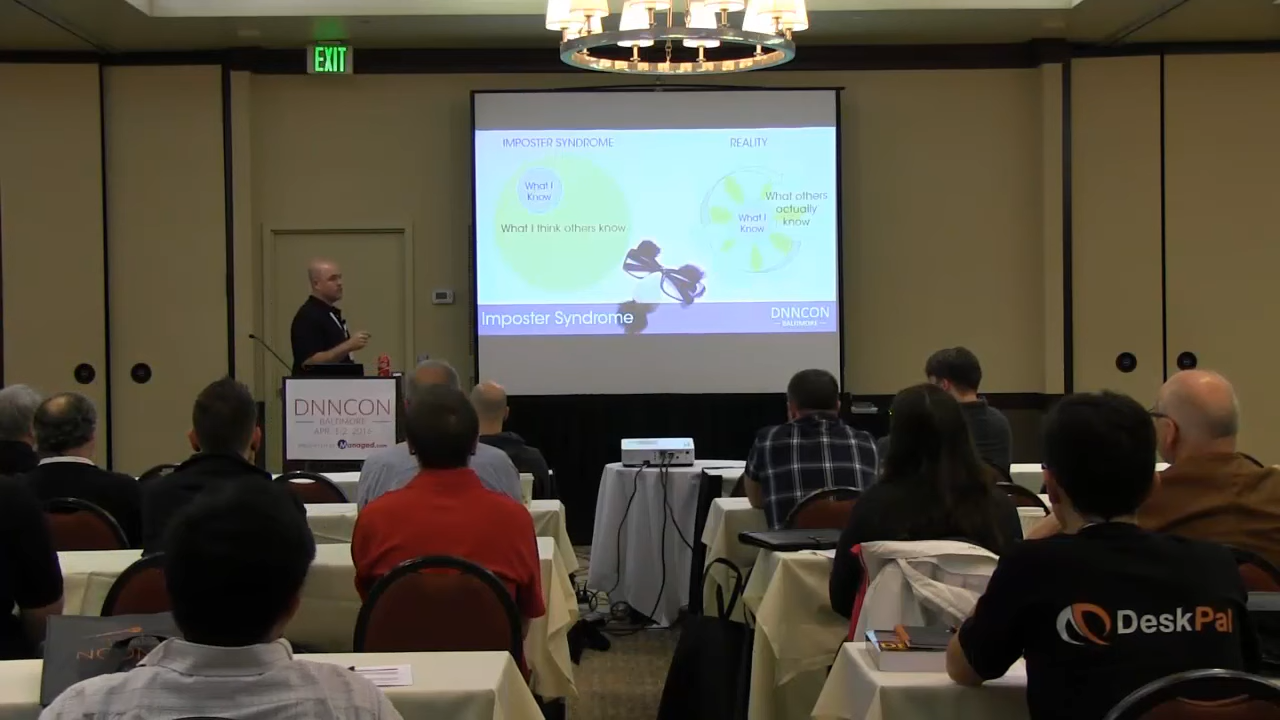 EXIT
IMPOSTER SYNDROME
REALITY
What I
Know
What I think others know
What others
actually
know
What I
Know
Imposter Syndrome
DNNCON
BALTIMORE
DNNCON
BALTIMORE
Managed.com
DeskPal